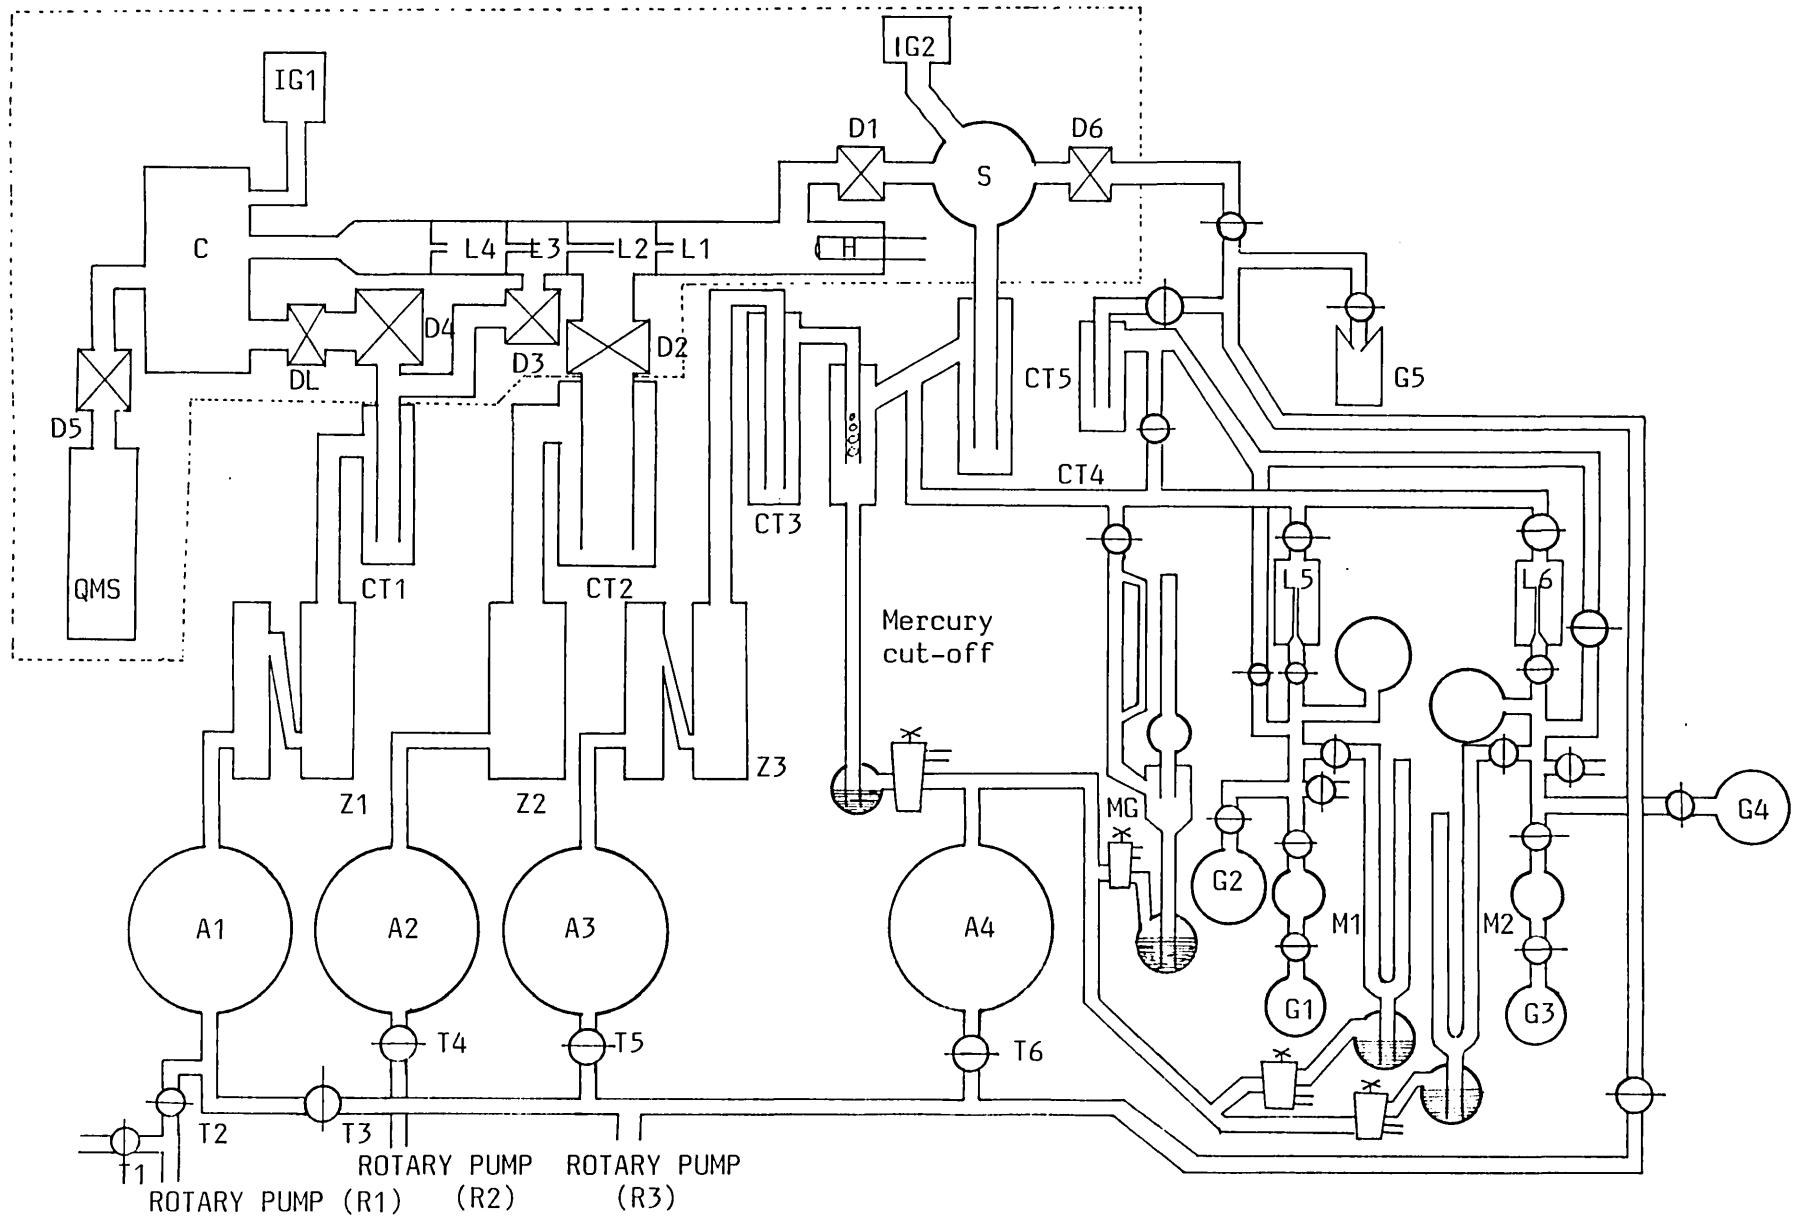 IG2
IG1
D1
D6
S
C
L4
L3
L2
L1
H
D4
D3
D2
DL
CT5
G5
D5
CT4
CT3
QMS
CT1
CT2
L5
L6
Mercury
cut-off
Z1
Z2
Z3
MG
G4
G2
A1
A2
A3
A4
M1
M2
G1
G3
T4
T5
T6
T2
T3
T1
ROTARY PUMP (R1)
ROTARY PUMP
(R2)
ROTARY PUMP
(R3)